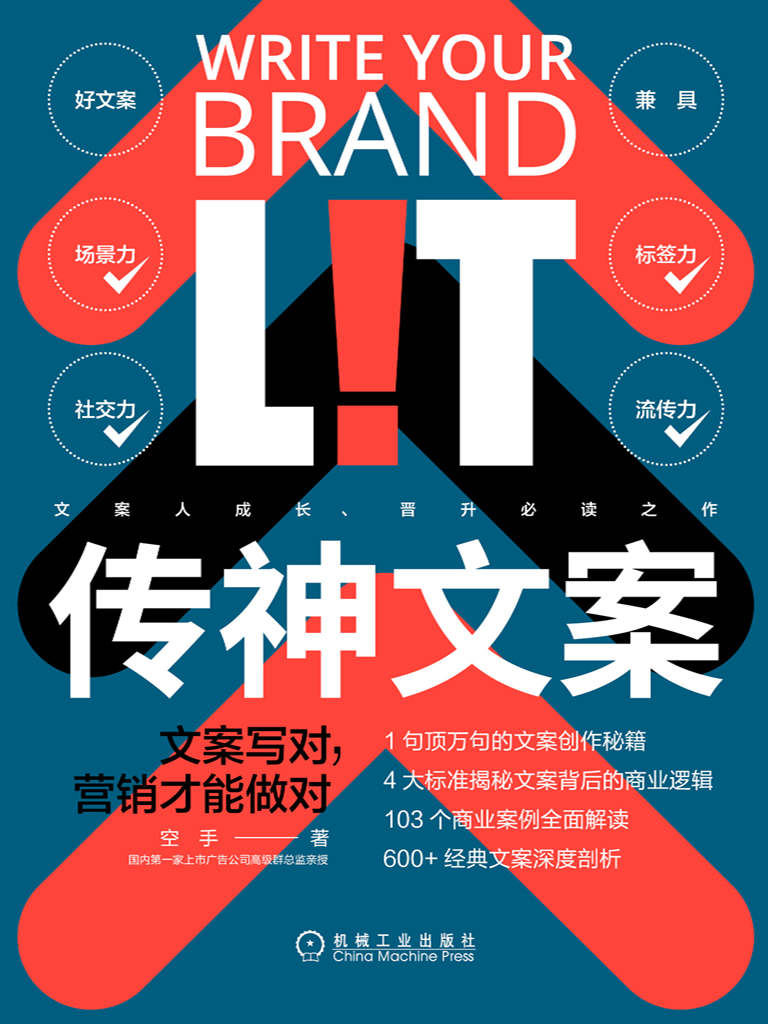 WRITE YOUR
BRAND
L!T
好文案
兼 具
场景力
标签力
社交力
流传力
文案人成长、晋升必读之作
传神文案
文案写对，
营销才能做对
空 手 ——— 著
国内第一家上市广告公司高级群总监亲授
1 句顶万句的文案创作秘籍
4 大标准揭秘文案背后的商业逻辑
103 个商业案例全面解读
600+ 经典文案深度剖析
机械工业出版社
China Machine Press